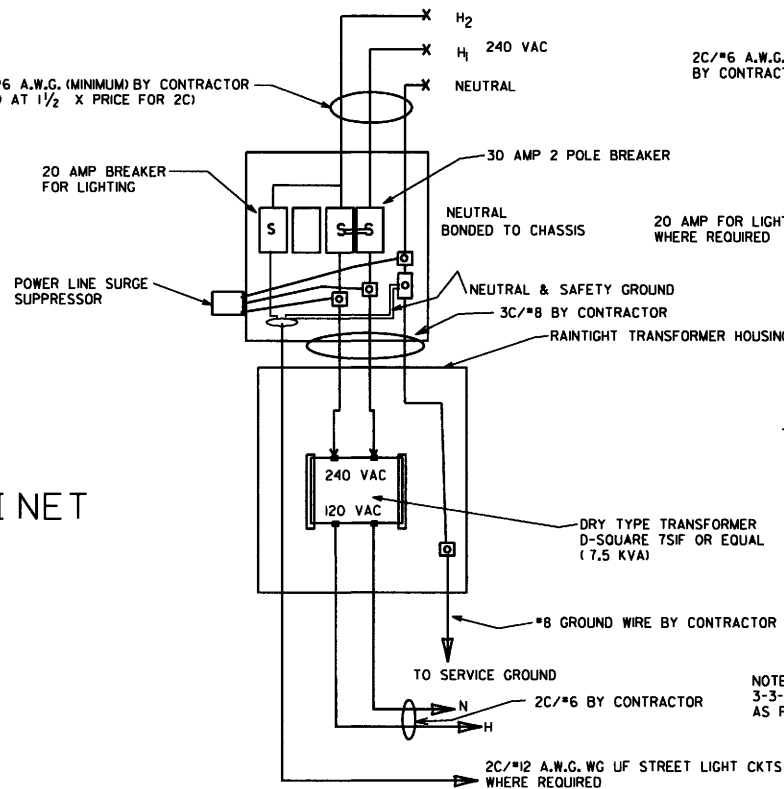 H2
H1 240 VAC
NEUTRAL
#6 A.W.G. (MINIMUM) BY CONTRACTOR
AT 1 1/2 X PRICE FOR 2C)
2C/#6 A.W.G.
BY
20 AMP BREAKER
FOR LIGHTING
30 AMP 2 POLE BREAKER
S
S S
NEUTRAL
BONDED TO CHASSIS
20 AMP FOR
WHERE REQUIRED
POWER LINE SURGE
SUPPRESSOR
NEUTRAL & SAFETY GROUND
3C/#8 BY CONTRACTOR
RAINTIGHT TRANSFORMER
INET
240 VAC
120 VAC
DRY TYPE TRANSFORMER
D-SQUARE 7SIF OR EQUAL
(7.5 KVA)
#8 GROUND WIRE BY CONTRACTOR
TO SERVICE GROUND
N
2C/#6 BY CONTRACTOR
H
NOTE
3-3-
AS
2C/#12 A.W.G. WG UF STREET LIGHT CKTS
WHERE REQUIRED